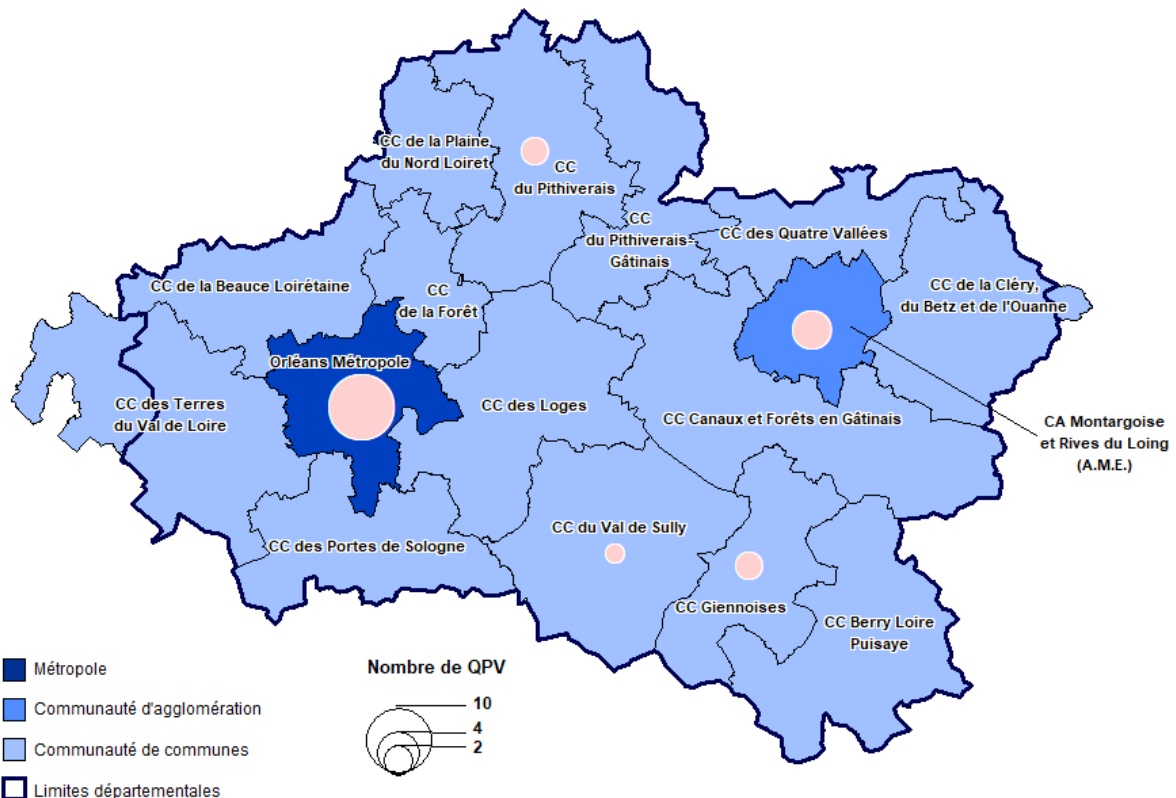 CC de la Plaine
du Nord Loiret
CC
du Pithiverais
CC
du Pithiverais-
Gâtinais
CC des Quatre Vallées
CC de la Beauce Loirétaine
CC
de la Forêt
CC de la Cléry,
du Betz et de l'Ouanne
Orléans Métropole
CC des Terres
du Val de Loire
CC des Loges
CC Canaux et Forêts en Gâtinais
CA Montargoise
et Rives du Loing
(A.M.E.)
CC des Portes de Sologne
CC du Val de Sully
CC Giennoises
CC Berry Loire
Puisaye
Métropole
Communauté d'agglomération
Communauté de communes
Limites départementales
Nombre de QPV
10
4
2